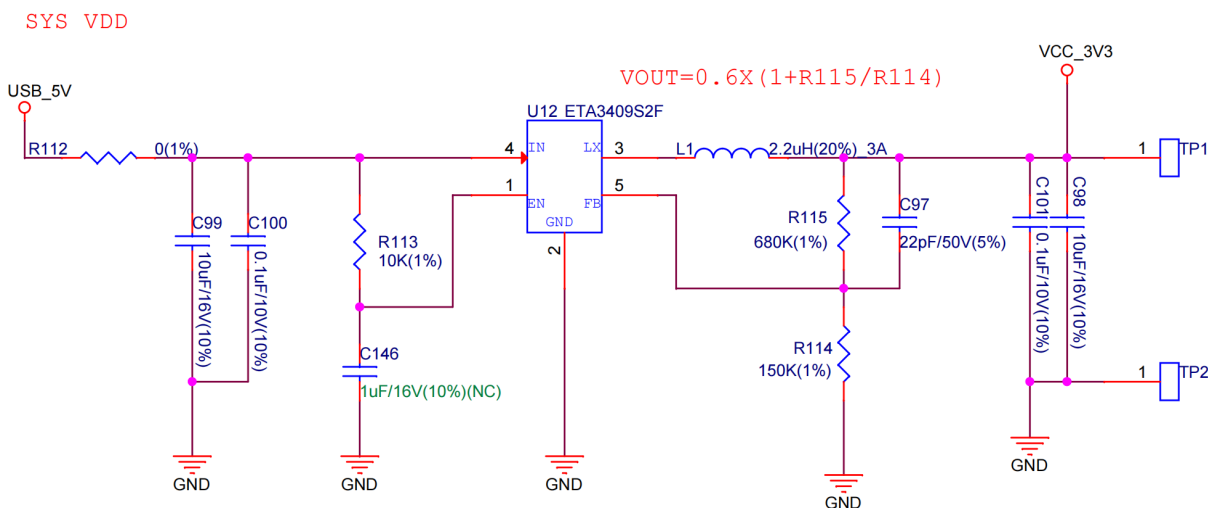 SYS VDD
VCC_3V3
VOUT=0.6X(1+R115/R114)
USB_5V
U12 ETA3409S2F
R112
0(1%)
4
IN
LX
3
L1
2.2uH(20%)_3A
1
TP1
1
EN
FB
5
GND
2
C99
10uF/16V(10%)
C100
0.1uF/10V(10%)
R113
10K(1%)
R115
680K(1%)
C97
22pF/50V(5%)
C101
0.1uF/10V(10%)
C98
10uF/16V(10%)
C146
1uF/16V(10%)(NC)
R114
150K(1%)
1
TP2
GND
GND
GND
GND
GND